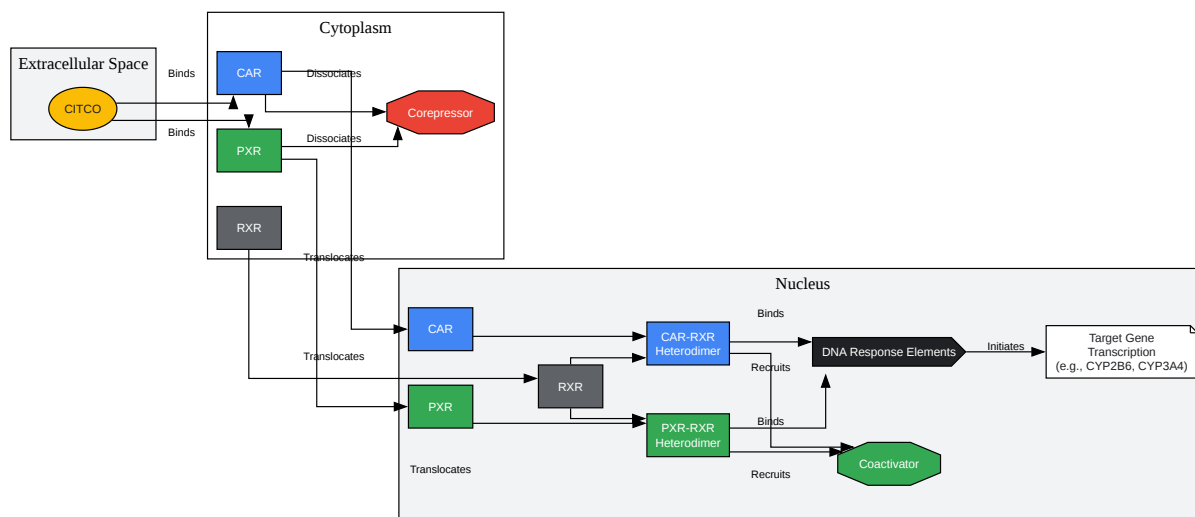 Cytoplasm
Extracellular Space
Binds
CAR
Dissociates
CITCO
Corepressor
Binds
PXR
Dissociates
RXR
Translocates
Nucleus
CAR
Binds
CAR-RXR
Heterodimer
DNA Response Elements
Initiates
Target Gene
Transcription
(e.g., CYP2B6, CYP3A4)
Translocates
Recruits
RXR
PXR
PXR-RXR
Heterodimer
Binds
Coactivator
Translocates
Recruits